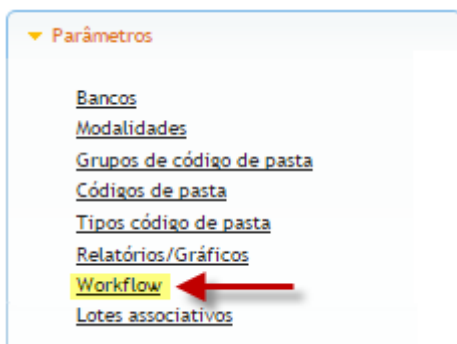 Parâmetros
Bancos
Modalidades
Grupos de código de pasta
Códigos de pasta
Tipos código de pasta
Relatórios/Gráficos
Workflow
Lotes associativos